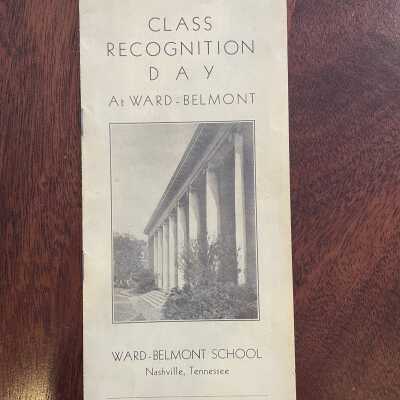 CLASS
RECOGNITION
DAY
At WARD-BELMONT
WARD-BELMONT SCHOOL
Nashville, Tennessee